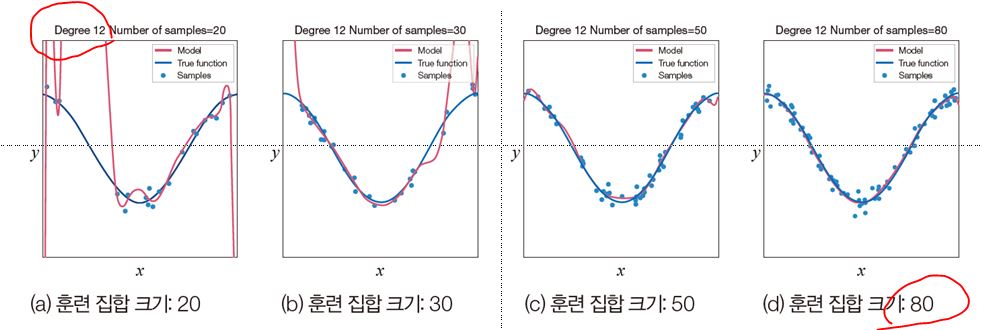 Degree 12 Number of samples=20
Model
True function
Samples
y
x
(a) 훈련 집합 크기: 20
Degree 12 Number of samples=30
Model
True function
Samples
y
x
(b) 훈련 집합 크기: 30
Degree 12 Number of samples=50
Model
True function
Samples
y
x
(c) 훈련 집합 크기: 50
Degree 12 Number of samples=80
Model
True function
Samples
y
x
(d) 훈련 집합 크기: 80